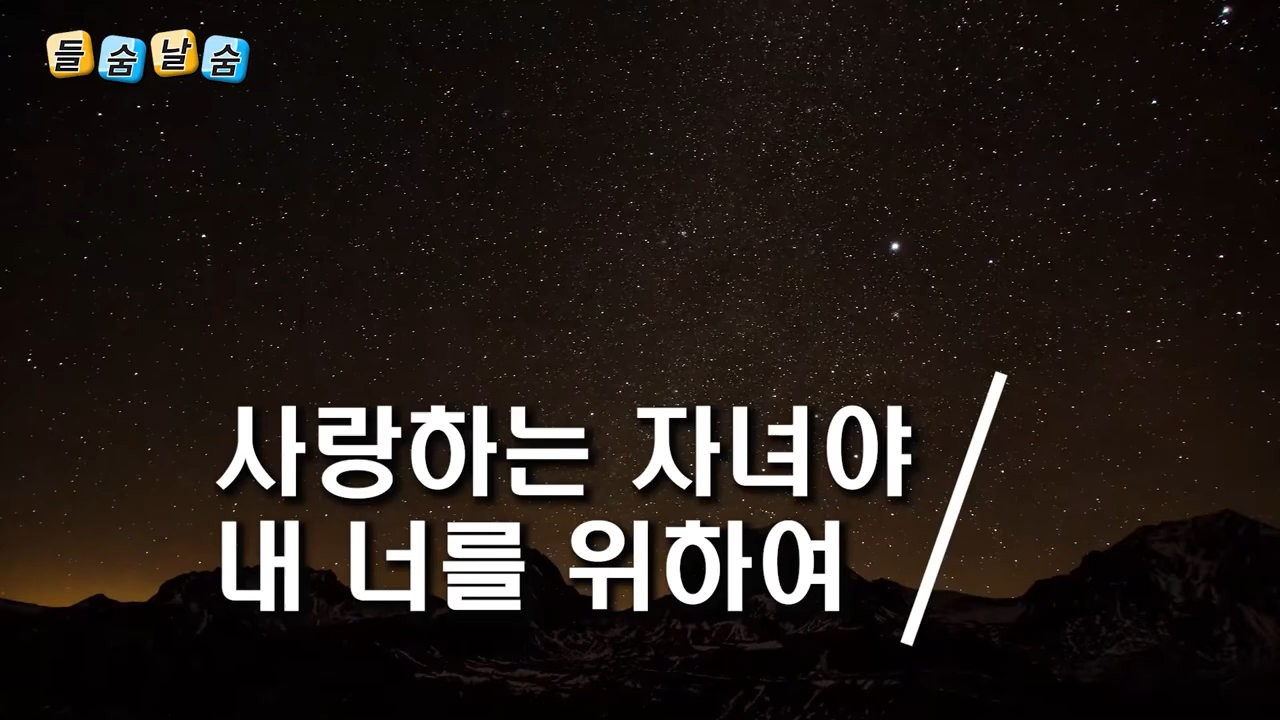 들숨날숨
사랑하는 자녀야
내 너를 위하여